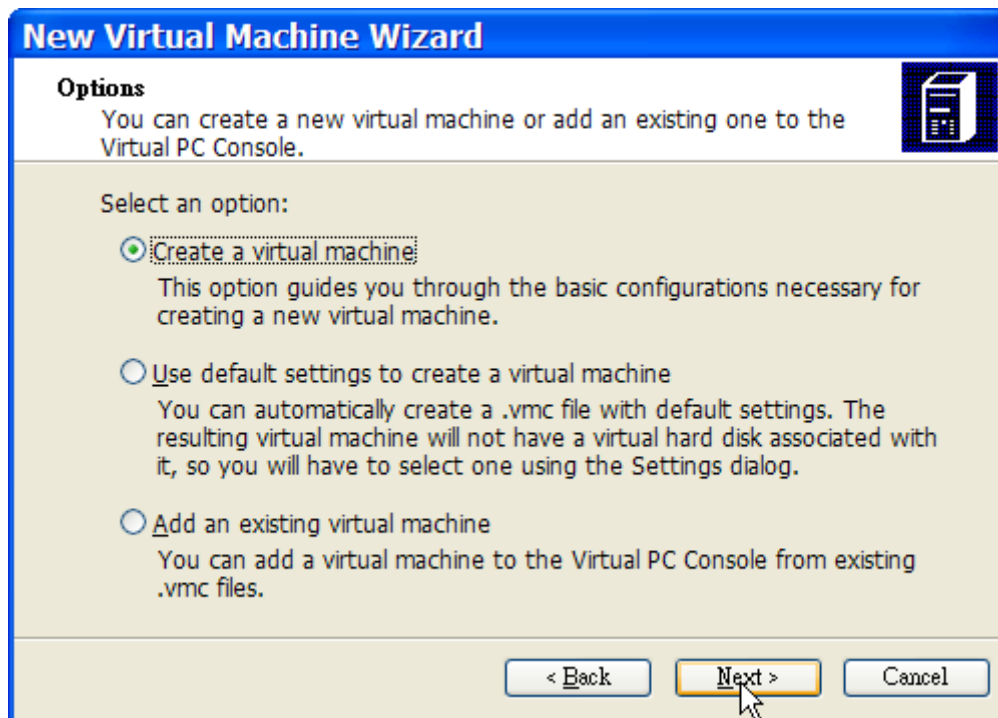 New Virtual Machine Wizard
Options
You can create a new virtual machine or add an existing one to the
Virtual PC Console.
Select an option:
Create a virtual machine
This option guides you through the basic configurations necessary for
creating a new virtual machine.
Use default settings to create a virtual machine
You can automatically create a .vmc file with default settings. The
resulting virtual machine will not have a virtual hard disk associated with
it, so you will have to select one using the Settings dialog.
Add an existing virtual machine
You can add a virtual machine to the Virtual PC Console from existing
.vmc files.
< Back Next > Cancel